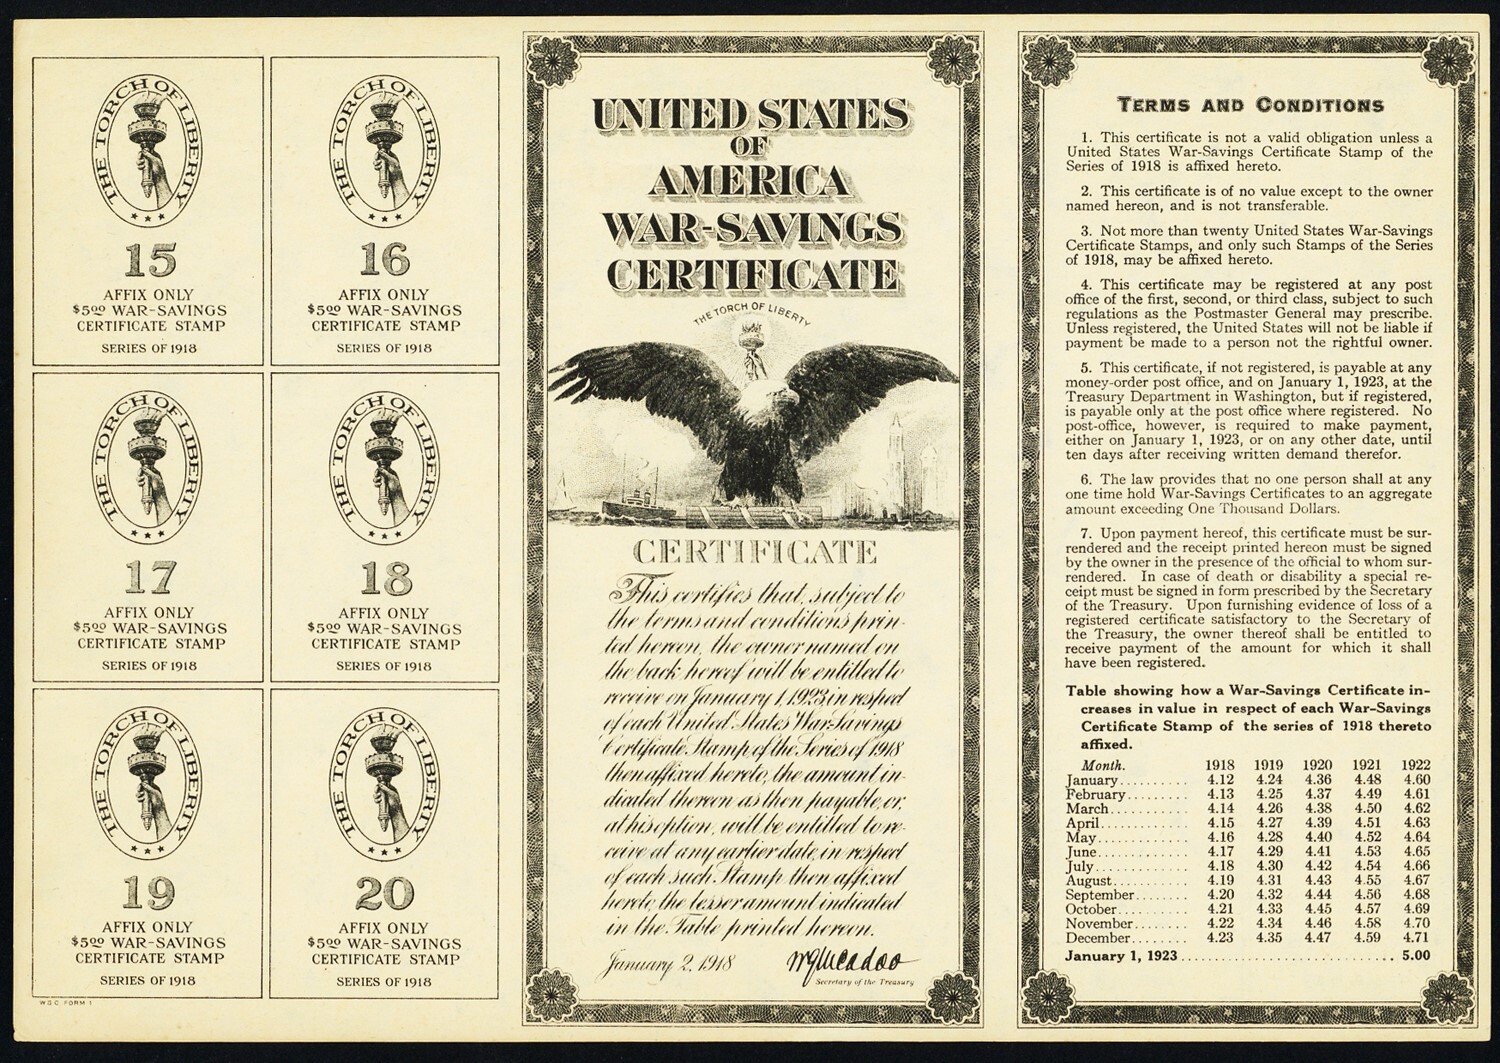 THE TORCH OF LIBERTY
15
AFFIX ONLY
$5.00 WAR-SAVINGS
CERTIFICATE STAMP
SERIES OF 1918
THE TORCH OF LIBERTY
16
AFFIX ONLY
$5.00 WAR-SAVINGS
CERTIFICATE STAMP
SERIES OF 1918
THE TORCH OF LIBERTY
17
AFFIX ONLY
$5.00 WAR-SAVINGS
CERTIFICATE STAMP
SERIES OF 1918
THE TORCH OF LIBERTY
18
AFFIX ONLY
$5.00 WAR-SAVINGS
CERTIFICATE STAMP
SERIES OF 1918
THE TORCH OF LIBERTY
19
AFFIX ONLY
$5.00 WAR-SAVINGS
CERTIFICATE STAMP
SERIES OF 1918
THE TORCH OF LIBERTY
20
AFFIX ONLY
$5.00 WAR-SAVINGS
CERTIFICATE STAMP
SERIES OF 1918
W.S.C. FORM 1
UNITED STATES
OF
AMERICA
WAR-SAVINGS
CERTIFICATE
THE TORCH OF LIBERTY
CERTIFICATE
This certifies that, subject to
the terms and conditions prin-
ted hereon, the owner named on
the back hereof will be entitled to
receive on January 1, 1923, in respect
of each United States War-Savings
Certificate Stamp of the Series of 1918
then affixed hereto, the amount in-
dicated thereon as then payable, or,
at his option, will be entitled to re-
ceive at any earlier date, in respect
of each such Stamp then affixed
hereto the lesser amount indicated
in the Table printed hereon.
January 2, 1918 WGMcAdoo
Secretary of the Treasury
TERMS AND CONDITIONS
1. This certificate is not a valid obligation unless a
United States War-Savings Certificate Stamp of the
Series of 1918 is affixed hereto.
2. This certificate is of no value except to the owner
named hereon, and is not transferable.
3. Not more than twenty United States War-Savings
Certificate Stamps, and only such Stamps of the Series
of 1918, may be affixed hereto.
4. This certificate may be registered at any post
office of the first, second, or third class, subject to such
regulations as the Postmaster General may prescribe.
Unless registered, the United States will not be liable if
payment be made to a person not the rightful owner.
5. This certificate, if not registered, is payable at any
money-order post office, and on January 1, 1923, at the
Treasury Department in Washington, but if registered,
is payable only at the post office where registered. No
post-office, however, is required to make payment,
either on January 1, 1923, or on any other date, until
ten days after receiving written demand therefor.
6. The law provides that no one person shall at any
one time hold War-Savings Certificates to an aggregate
amount exceeding One Thousand Dollars.
7. Upon payment hereof, this certificate must be sur-
rendered and the receipt printed hereon must be signed
by the owner in the presence of the official to whom sur-
rendered. In case of death or disability a special re-
ceipt must be signed in form prescribed by the Secretary
of the Treasury. Upon furnishing evidence of loss of a
registered certificate satisfactory to the Secretary of
the Treasury, the owner thereof shall be entitled to
receive payment of the amount for which it shall
have been registered.
Table showing how a War-Savings Certificate in-
creases in value in respect of each War-Savings
Certificate Stamp of the series of 1918 thereto
affixed.
Month. 1918 1919 1920 1921 1922
January.......... 4.12 4.24 4.36 4.48 4.60
February......... 4.13 4.25 4.37 4.49 4.61
March............ 4.14 4.26 4.38 4.50 4.62
April............ 4.15 4.27 4.39 4.51 4.63
May.............. 4.16 4.28 4.40 4.52 4.64
June............. 4.17 4.29 4.41 4.53 4.65
July............. 4.18 4.30 4.42 4.54 4.66
August........... 4.19 4.31 4.43 4.55 4.67
September........ 4.20 4.32 4.44 4.56 4.68
October.......... 4.21 4.33 4.45 4.57 4.69
November......... 4.22 4.34 4.46 4.58 4.70
December......... 4.23 4.35 4.47 4.59 4.71
January 1, 1923.............................. 5.00